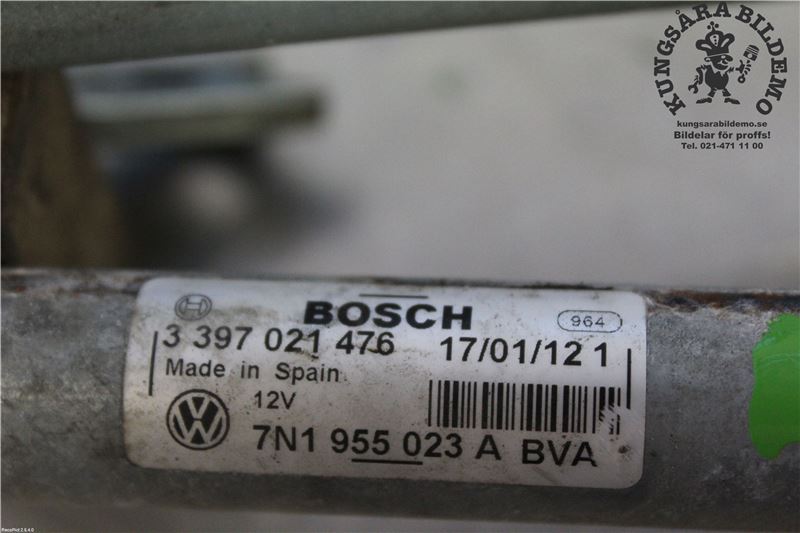 KUNGSÅRA BILDEMO
kungsarabildemo.se
Bildelar för proffs!
Tel. 021-471 11 00
BOSCH
964
3 397 021 476 17/01/12 1
Made in Spain
12V
7N1 955 023 A BVA